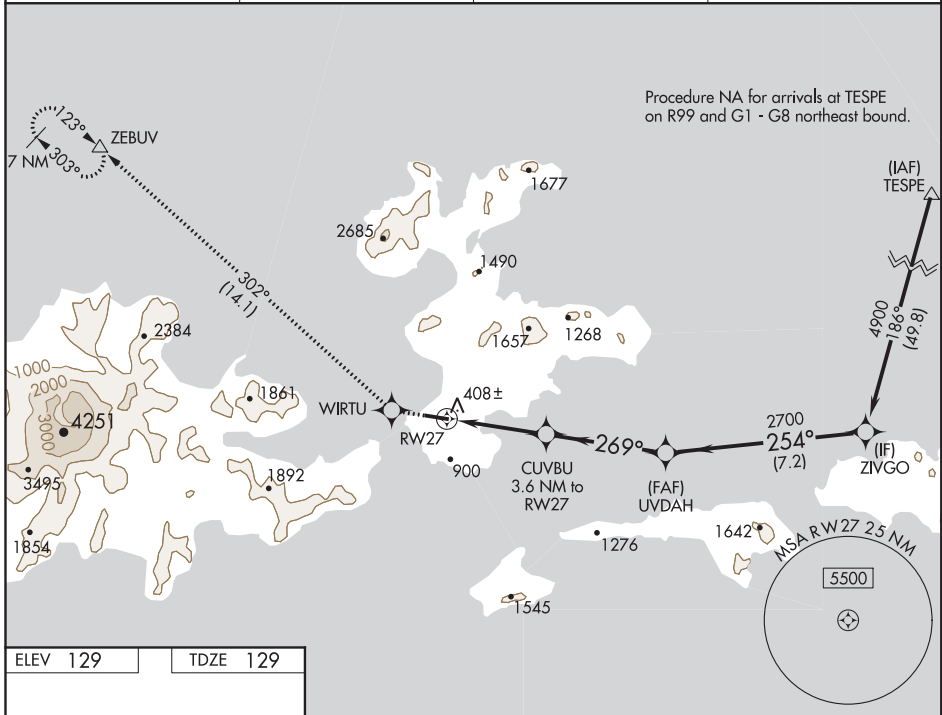 Procedure NA for arrivals at TESPE
on R99 and G1 - G8 northeast bound.
123°
ZEBUV
7 NM
303°
(IAF)
TESPE
1677
2685
1490
302°
(14.1)
4900
186°
(49.8)
2384
1657
1268
1000
2000
3000
4251
1861
WIRTU
408±
RW27
2700
254°
(7.2)
269°
(IF)
ZIVGO
900
CUVBU
3.6 NM to
RW27
(FAF)
UVDAH
3495
1892
1854
1276
1642
MSA RW27 25 NM
5500
1545
ELEV 129
TDZE 129